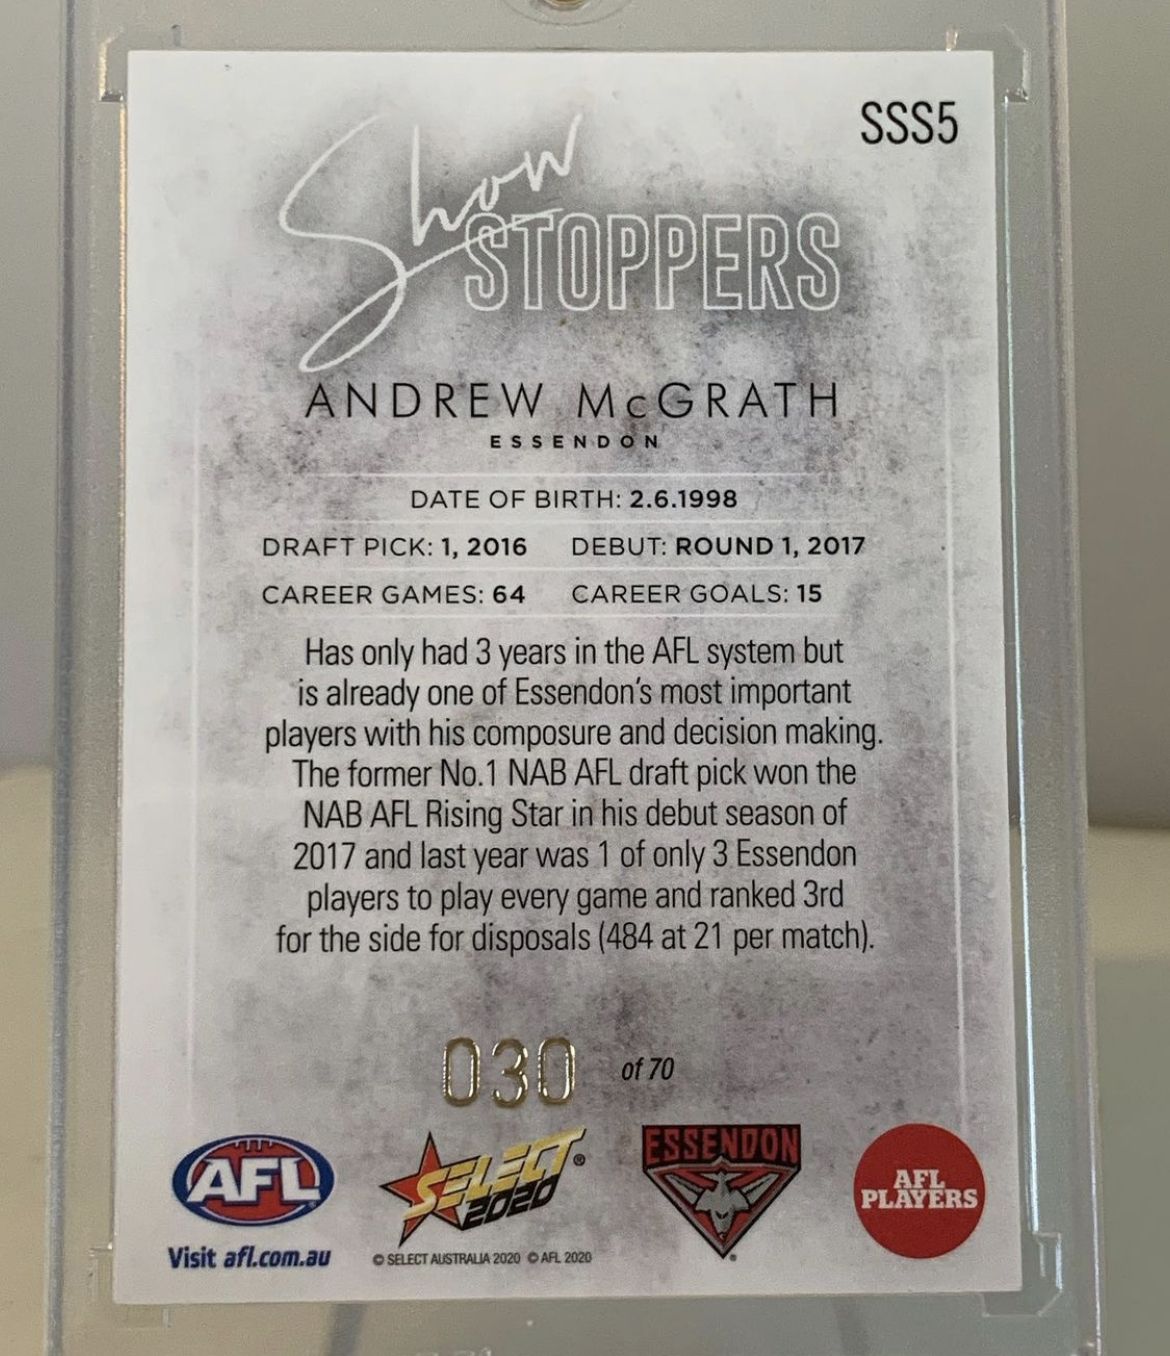 SSS5
Show
STOPPERS
ANDREW McGRATH
ESSENDON
DATE OF BIRTH: 2.6.1998
DRAFT PICK: 1, 2016 DEBUT: ROUND 1, 2017
CAREER GAMES: 64 CAREER GOALS: 15
Has only had 3 years in the AFL system but
is already one of Essendon's most important
players with his composure and decision making.
The former No.1 NAB AFL draft pick won the
NAB AFL Rising Star in his debut season of
2017 and last year was 1 of only 3 Essendon
players to play every game and ranked 3rd
for the side for disposals (484 at 21 per match).
030 of 70
AFL
Visit afl.com.au
SELECT®
2020
© SELECT AUSTRALIA 2020 © AFL 2020
ESSENDON
AFL
PLAYERS